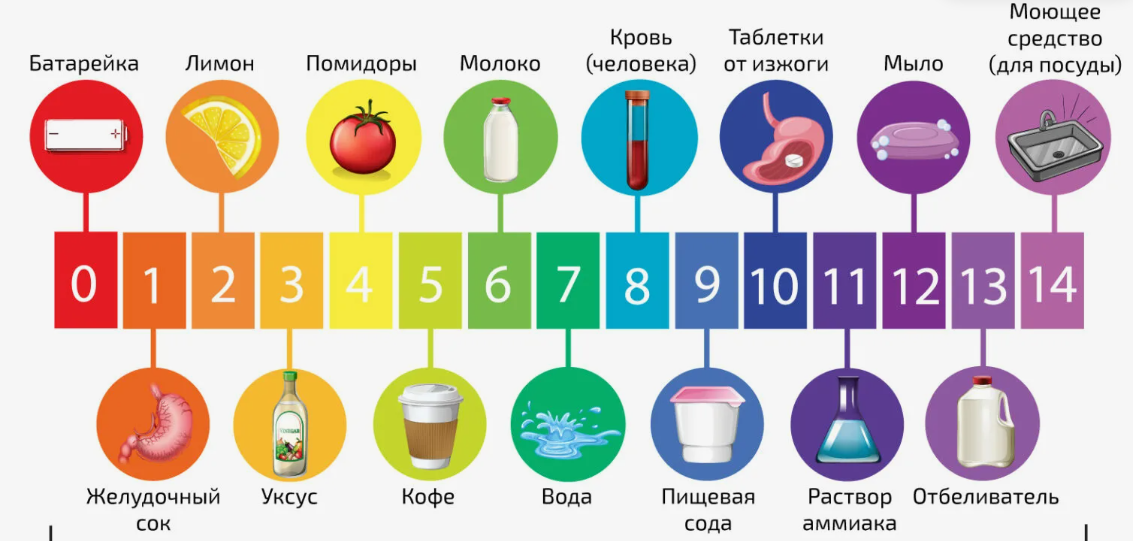 Батарейка
Лимон
Помидоры
Молоко
Кровь
(человека)
Таблетки
от изжоги
Мыло
Моющее
средство
(для посуды)
0 1 2 3 4 5 6 7 8 9 10 11 12 13 14
Желудочный
сок
Уксус
Кофе
Вода
Пищевая
сода
Раствор
аммиака
Отбеливатель